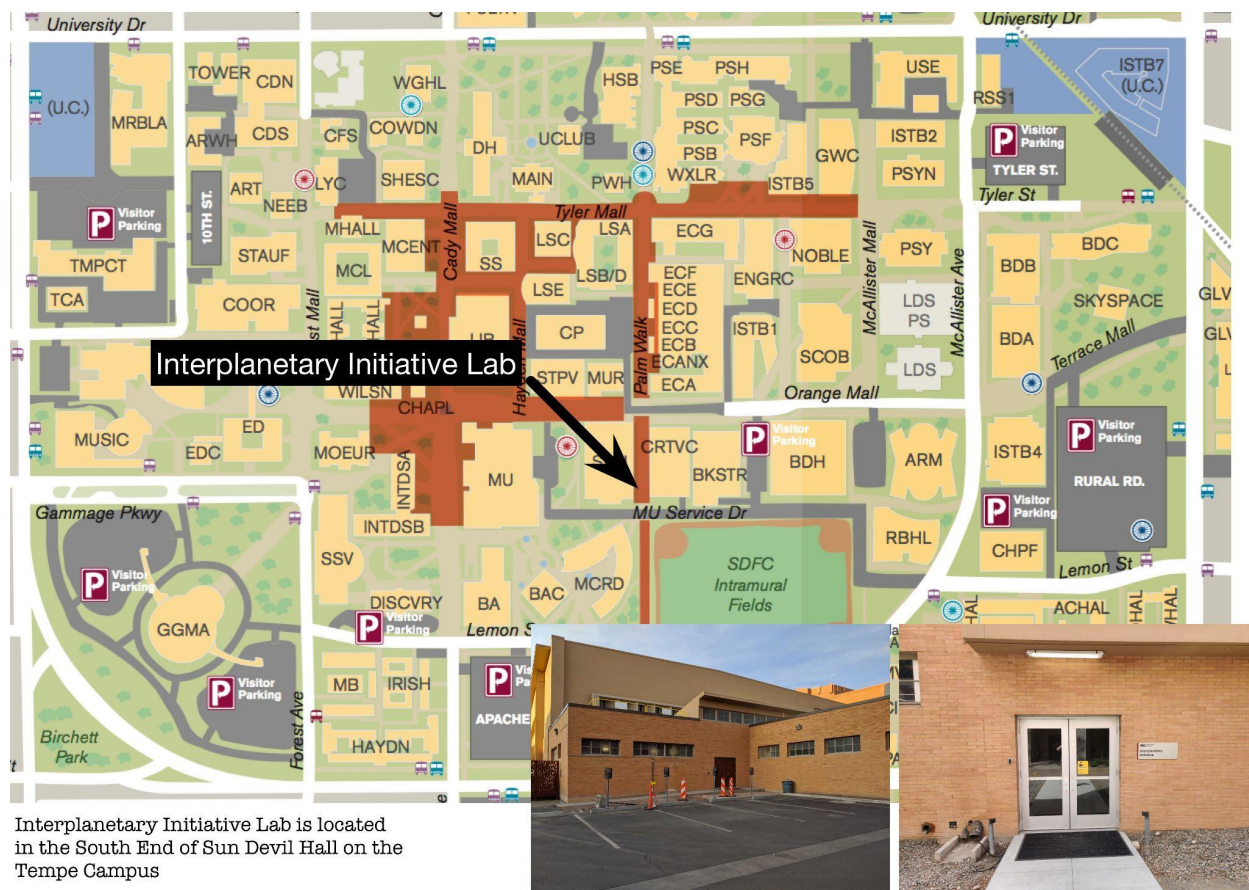 University Dr
University Dr
TOWER
CDN
WGHL
HSB
PSE
PSH
USE
ISTB7
(U.C.)
(U.C.)
MRBLA
ARWH
CDS
CFS
COWDN
DH
UCLUB
PSD
PSG
PSC
PSF
PSB
GWC
ISTB2
RSS1
Visitor
Parking
TYLER ST.
P
ART
LYC
NEEB
SHESC
MAIN
PWH
WXLR
ISTB5
PSYN
Tyler St
P
Visitor
Parking
10TH ST.
Tyler Mall
MHALL
MCENT
Cady Mall
SS
LSC
LSA
ECG
NOBLE
McAllister Mall
PSY
McAllister Ave
BDB
BDC
TMPCT
STAUF
MCL
LSE
LSB/D
ECF
ECE
ECD
ECC
ECB
ECANX
ECA
ENGRC
TCA
COOR
CP
ISTB1
SCOB
LDS
PS
LDS
SKYSPACE
BDA
Terrace Mall
Palm Walk
Interplanetary Initiative Lab
WILSN
STPV
MUR
Orange Mall
CHAPL
MUSIC
EDC
ED
MOEUR
INTDSA
MU
CRTVC
BKSTR
P
Visitor
Parking
BDH
ARM
ISTB4
P
Visitor
Parking
RURAL RD.
Gammage Pkwy
INTDSB
MU Service Dr
RBHL
P
Visitor
Parking
CHPF
SSV
BA
BAC
MCRD
SDFC
Intramural
Fields
Lemon St
P
Visitor
Parking
DISCVRY
P
Visitor
Parking
ACHAL
GGMA
P
Visitor
Parking
MB
IRISH
P
APACHE
HAYDN
Forest Ave
Birchett
Park
Interplanetary Initiative Lab is located
in the South End of Sun Devil Hall on the
Tempe Campus